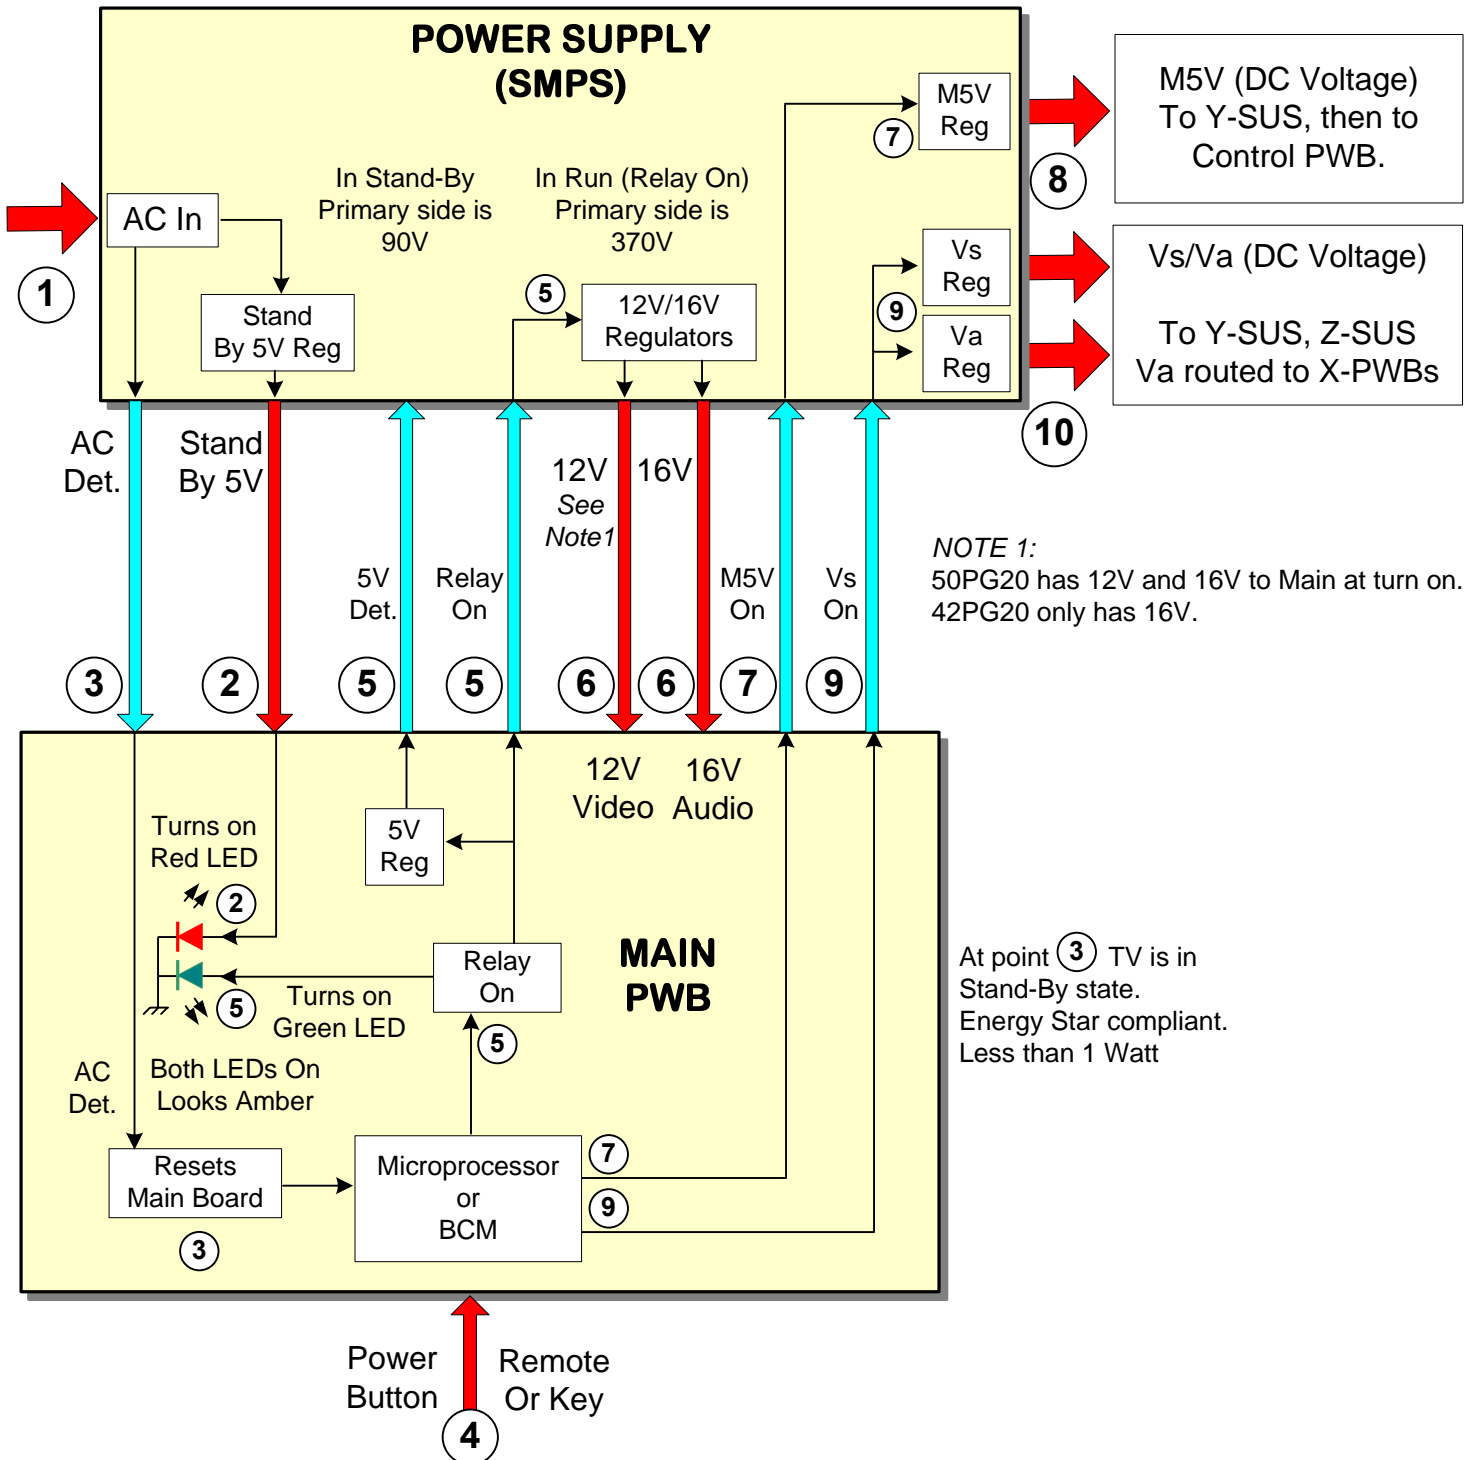 POWER SUPPLY
(SMPS)
M5V
Reg
7
M5V (DC Voltage)
To Y-SUS, then to
Control PWB.
8
In Stand-By
Primary side is
90V
In Run (Relay On)
Primary side is
370V
AC In
1
Stand
By 5V Reg
5
12V/16V
Regulators
Vs
Reg
9
Va
Reg
Vs/Va (DC Voltage)
To Y-SUS, Z-SUS
Va routed to X-PWBs
10
AC
Det.
Stand
By 5V
12V
See
Note1
16V
5V
Det.
Relay
On
M5V
On
Vs
On
NOTE 1:
50PG20 has 12V and 16V to Main at turn on.
42PG20 only has 16V.
3
2
5
5
6
6
7
9
12V
Video
16V
Audio
Turns on
Red LED
2
5V
Reg
5
Turns on
Green LED
Relay
On
5
MAIN
PWB
At point 3 TV is in
Stand-By state.
Energy Star compliant.
Less than 1 Watt
AC
Det.
Both LEDs On
Looks Amber
Resets
Main Board
3
Microprocessor
or
BCM
7
9
Power
Button
Remote
Or Key
4